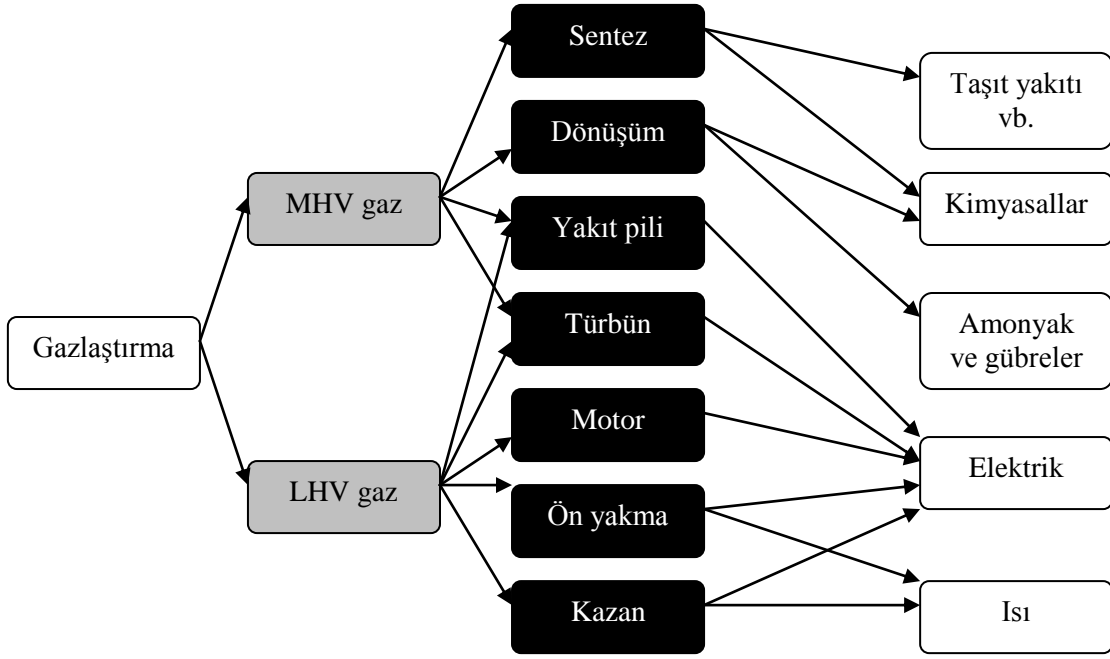 Gazlaştırma
MHV gaz
LHV gaz
Sentez
Dönüşüm
Yakıt pili
Türbün
Motor
Ön yakma
Kazan
Taşıt yakıtı
vb.
Kimyasallar
Amonyak
ve gübreler
Elektrik
Isı